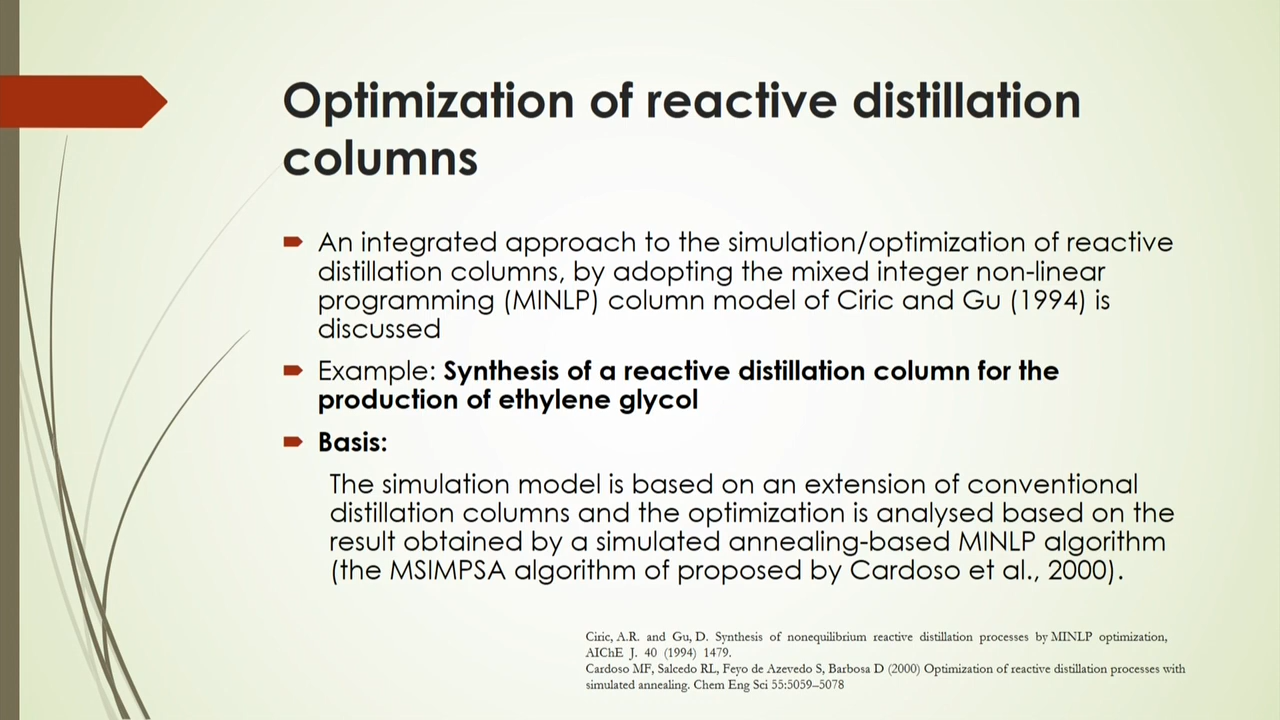 Optimization of reactive distillation
columns
An integrated approach to the simulation/optimization of reactive
distillation columns, by adopting the mixed integer non-linear
programming (MINLP) column model of Ciric and Gu (1994) is
discussed
Example: Synthesis of a reactive distillation column for the
production of ethylene glycol
Basis:
The simulation model is based on an extension of conventional
distillation columns and the optimization is analysed based on the
result obtained by a simulated annealing-based MINLP algorithm
(the MSIMPSA algorithm of proposed by Cardoso et al., 2000).
Ciric, A.R. and Gu, D. Synthesis of nonequilibrium reactive distillation processes by MINLP optimization,
AIChE J. 40 (1994) 1479.
Cardoso MF, Salcedo RL, Feyo de Azevedo S, Barbosa D (2000) Optimization of reactive distillation processes with
simulated annealing. Chem Eng Sci 55:5059–5078